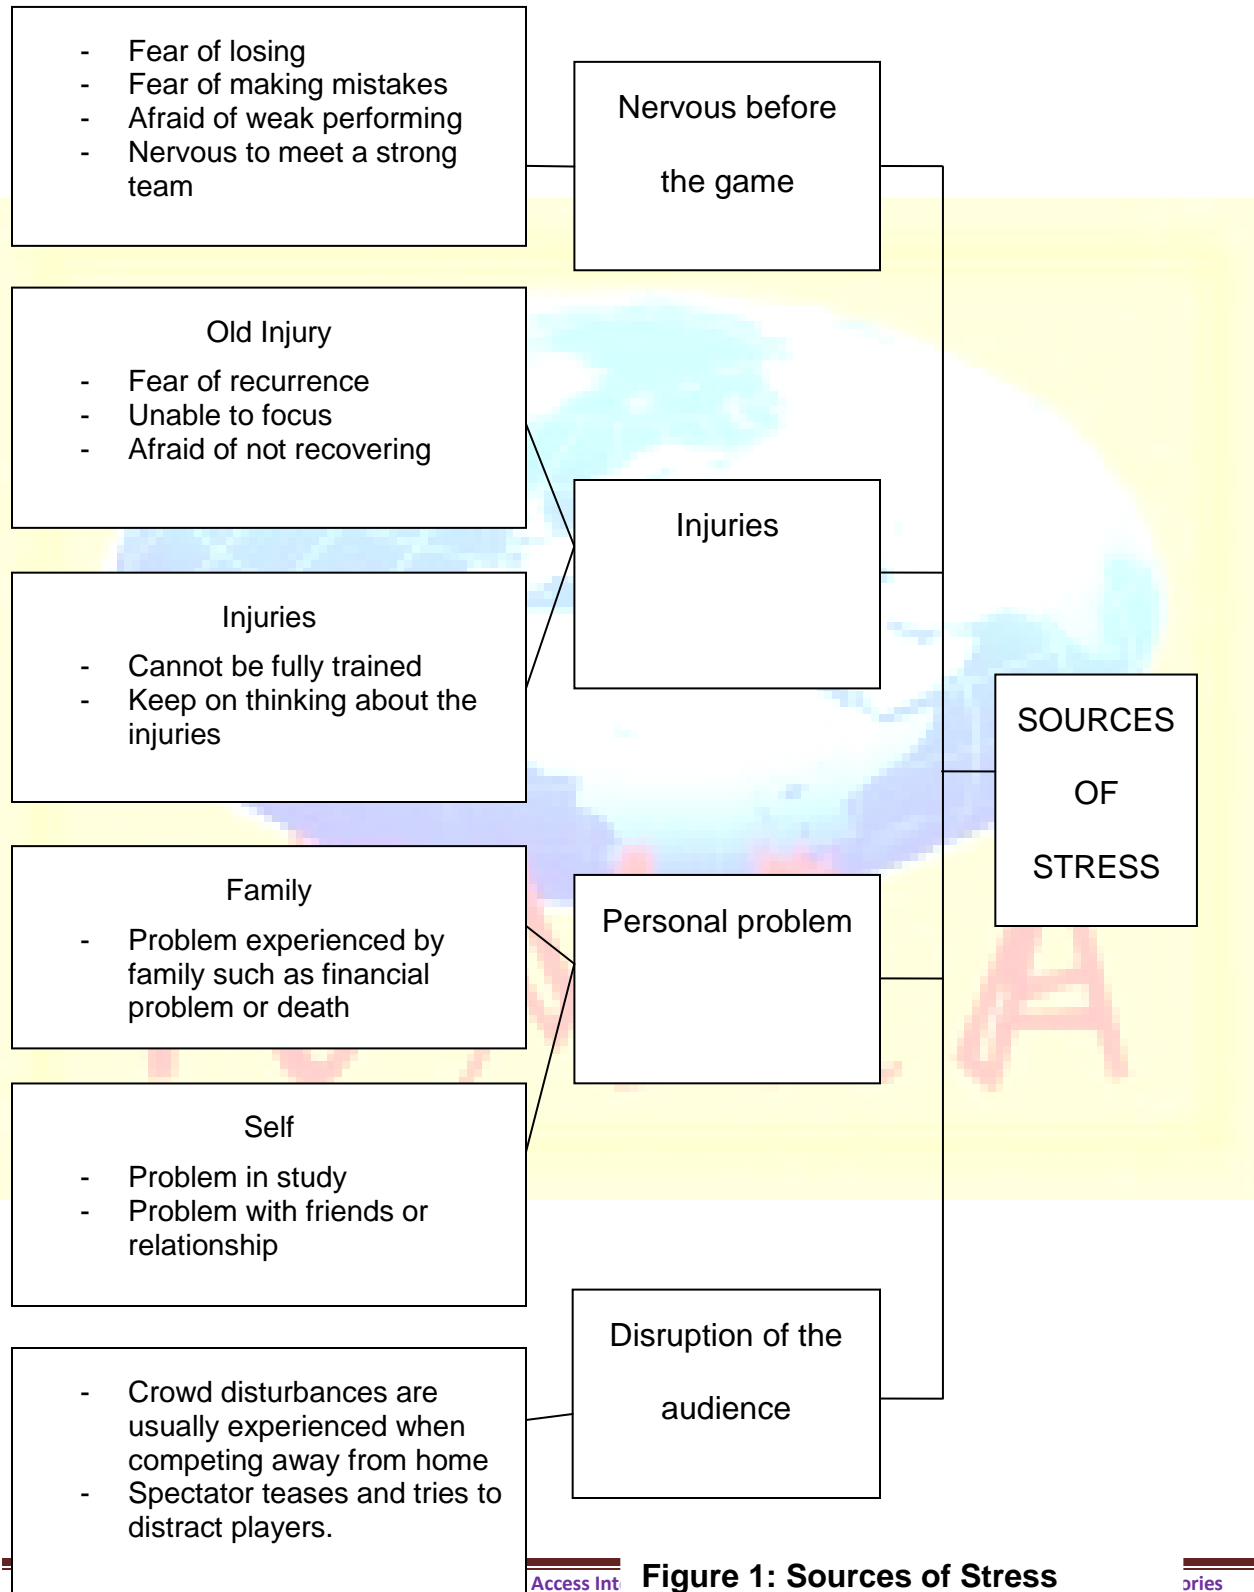 - Fear of losing
- Fear of making mistakes
- Afraid of weak performing
- Nervous to meet a strong
team
Nervous before
the game
Old Injury
- Fear of recurrence
- Unable to focus
- Afraid of not recovering
Injuries
Injuries
- Cannot be fully trained
- Keep on thinking about the
injuries
SOURCES
OF
STRESS
Family
- Problem experienced by
family such as financial
problem or death
Personal problem
Self
- Problem in study
- Problem with friends or
relationship
Disruption of the
audience
- Crowd disturbances are
usually experienced when
competing away from home
- Spectator teases and tries to
distract players.
Access
Figure 1: Sources of Stress